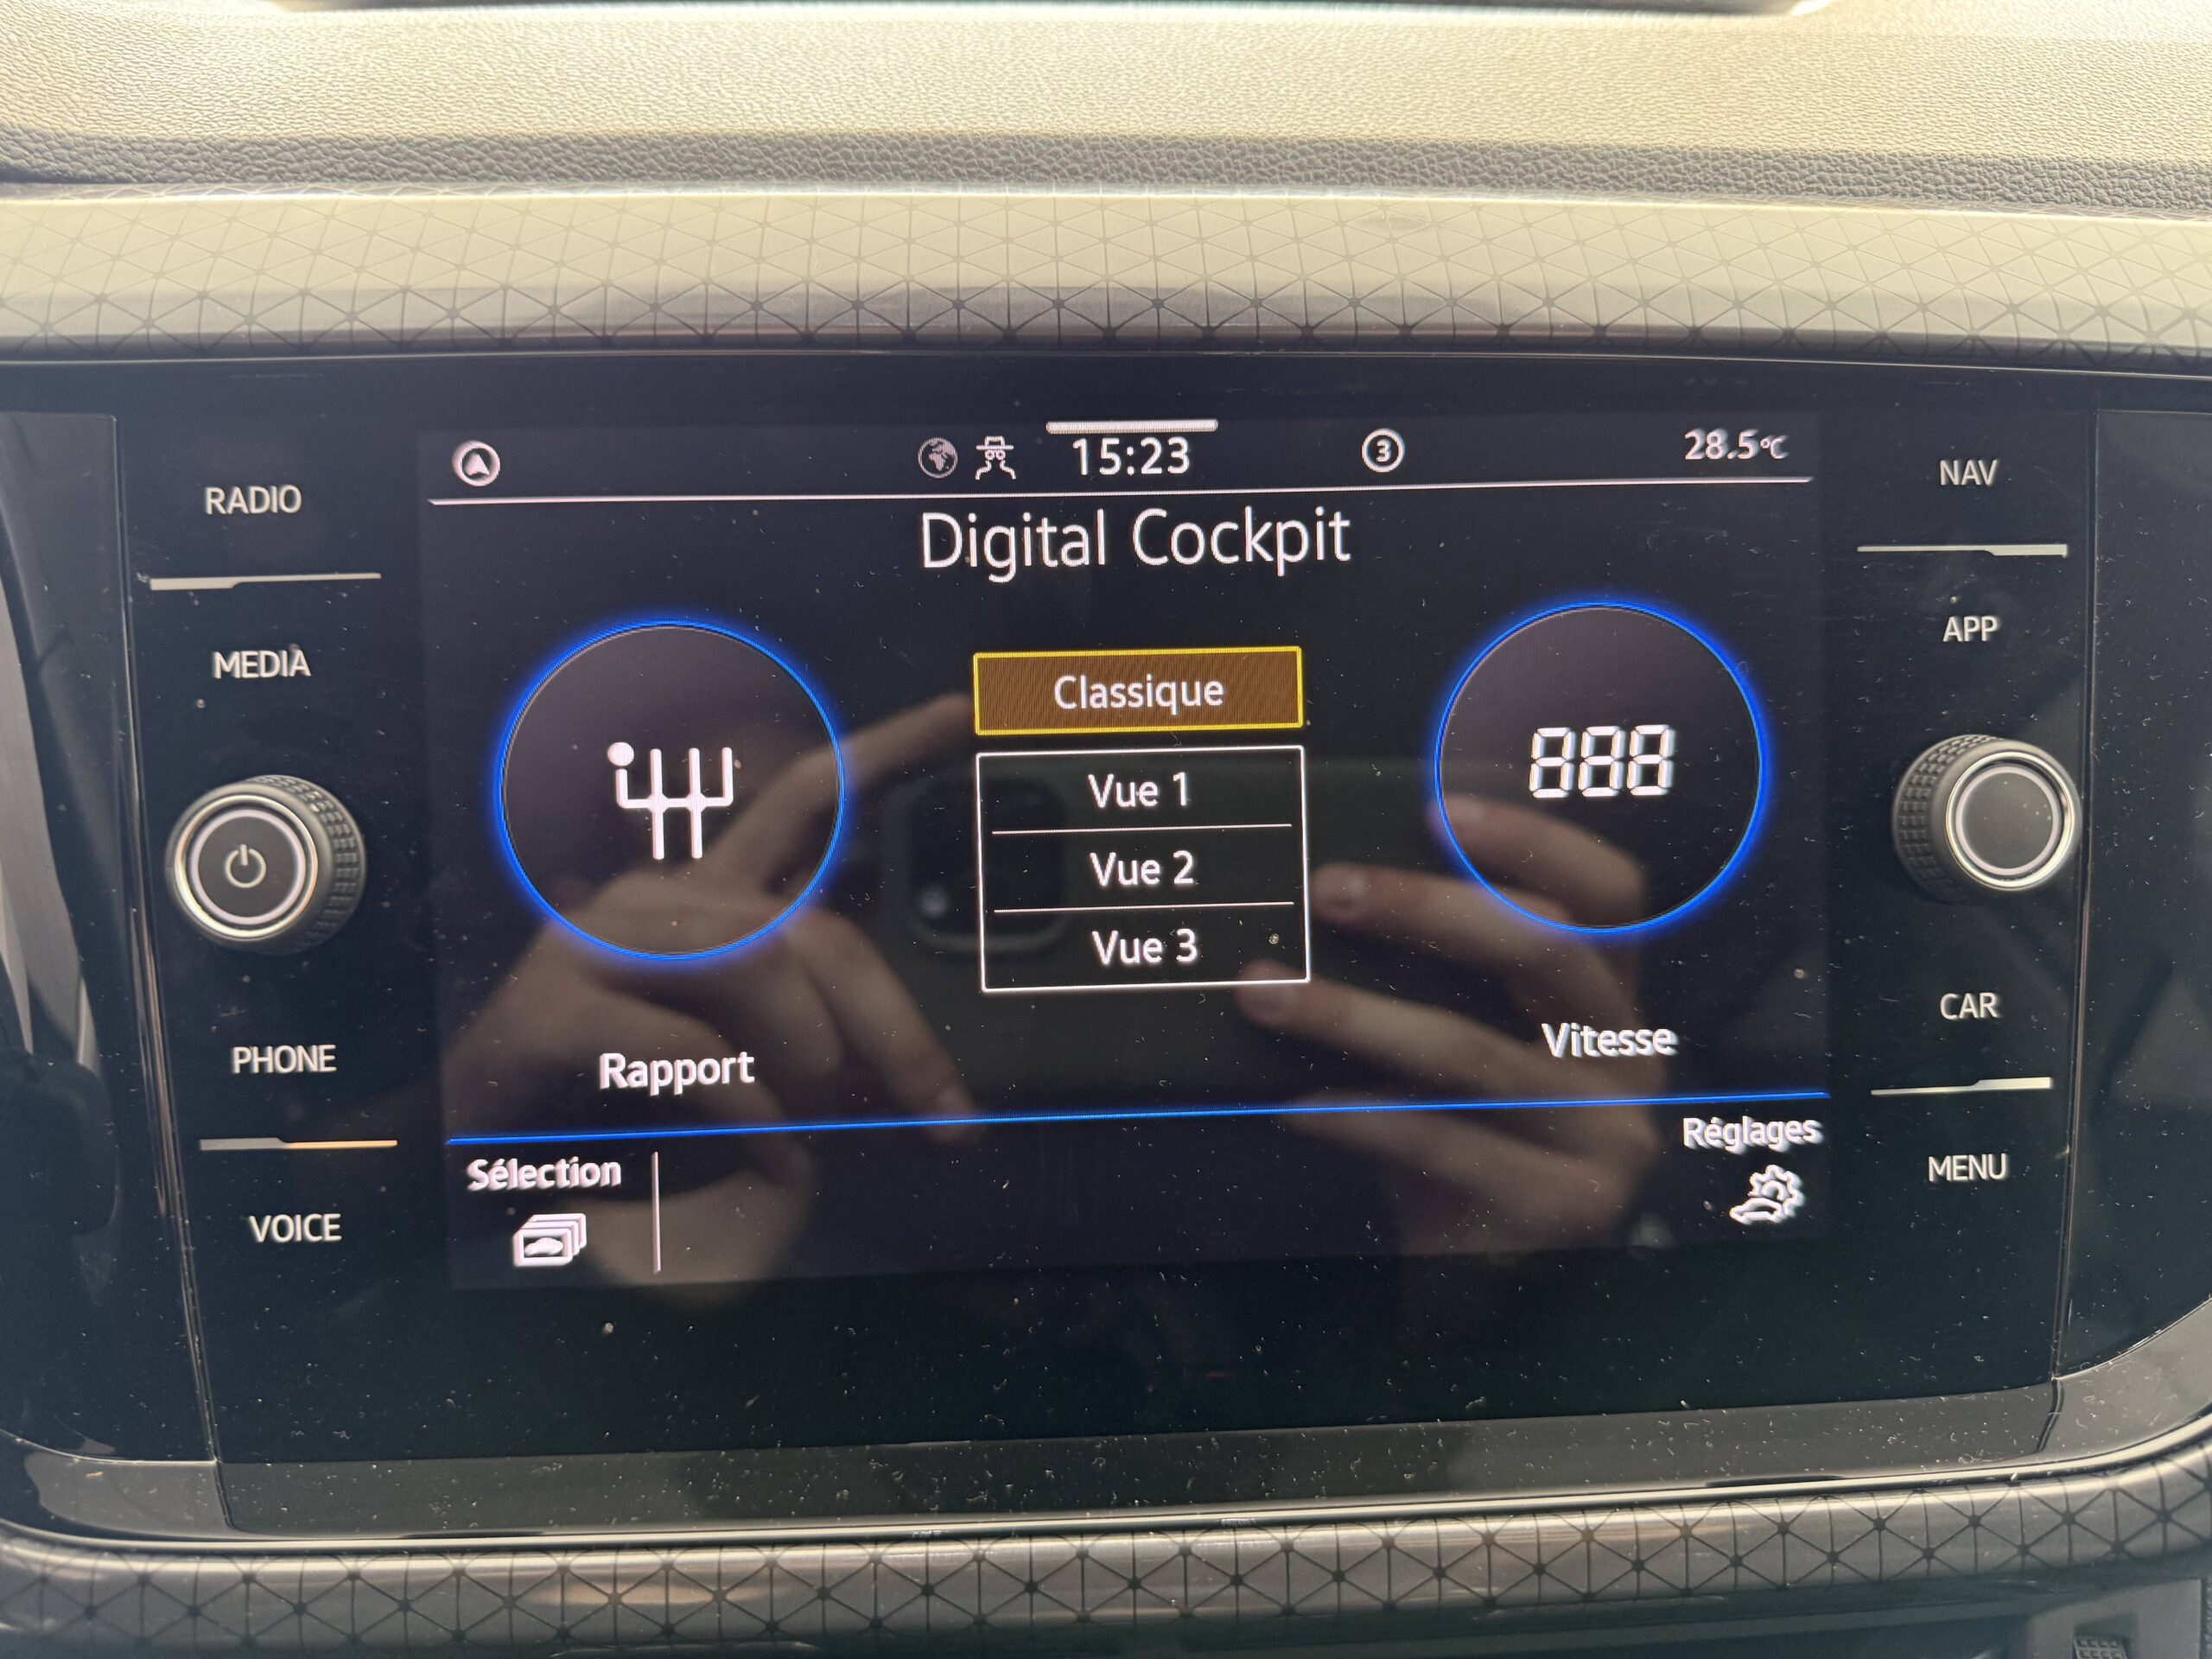 15:23
3
28.5°C
RADIO
MEDIA
PHONE
VOICE
Digital Cockpit
Classique
Vue 1
Vue 2
Vue 3
888
Rapport
Vitesse
Sélection
Réglages
NAV
APP
CAR
MENU